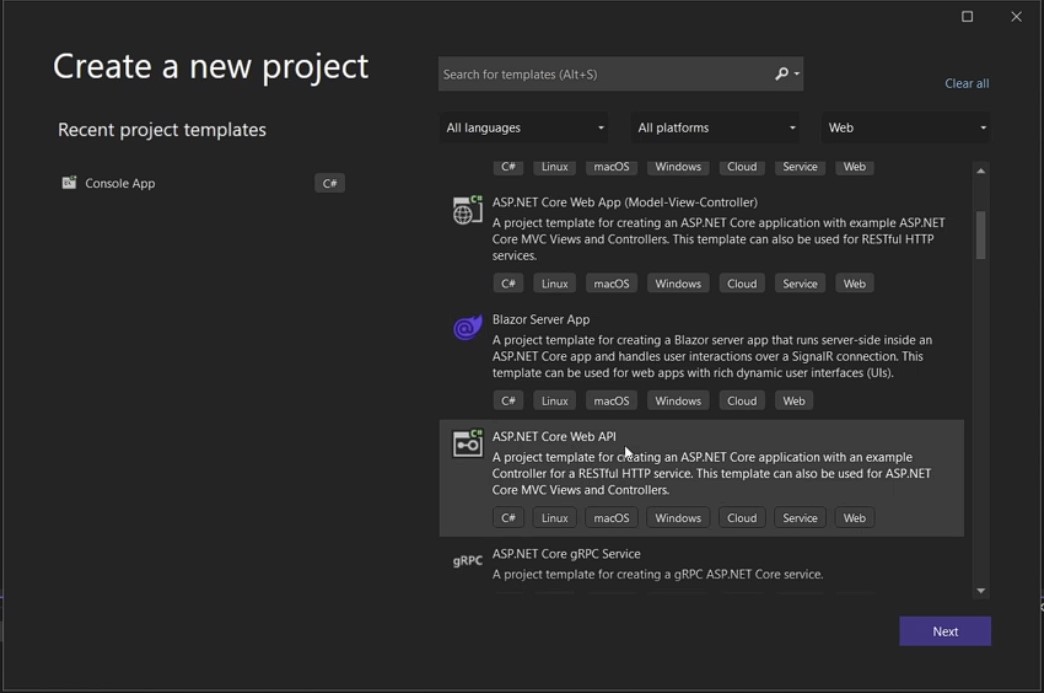 Create a new project
Search for templates (Alt+S)
Clear all
Recent project templates
All languages
All platforms
Web
Console App
C#
C# Linux macOS Windows Cloud Service Web
ASP.NET Core Web App (Model-View-Controller)
A project template for creating an ASP.NET Core application with example ASP.NET
Core MVC Views and Controllers. This template can also be used for RESTful HTTP
services.
C# Linux macOS Windows Cloud Service Web
Blazor Server App
A project template for creating a Blazor server app that runs server-side inside an
ASP.NET Core app and handles user interactions over a SignalR connection. This
template can be used for web apps with rich dynamic user interfaces (UIs).
C# Linux macOS Windows Cloud Web
C#
ASP.NET Core Web API
A project template for creating an ASP.NET Core application with an example
Controller for a RESTful HTTP service. This template can also be used for ASP.NET
Core MVC Views and Controllers.
C# Linux macOS Windows Cloud Service Web
gRPC
ASP.NET Core gRPC Service
A project template for creating a gRPC ASP.NET Core service.
Next